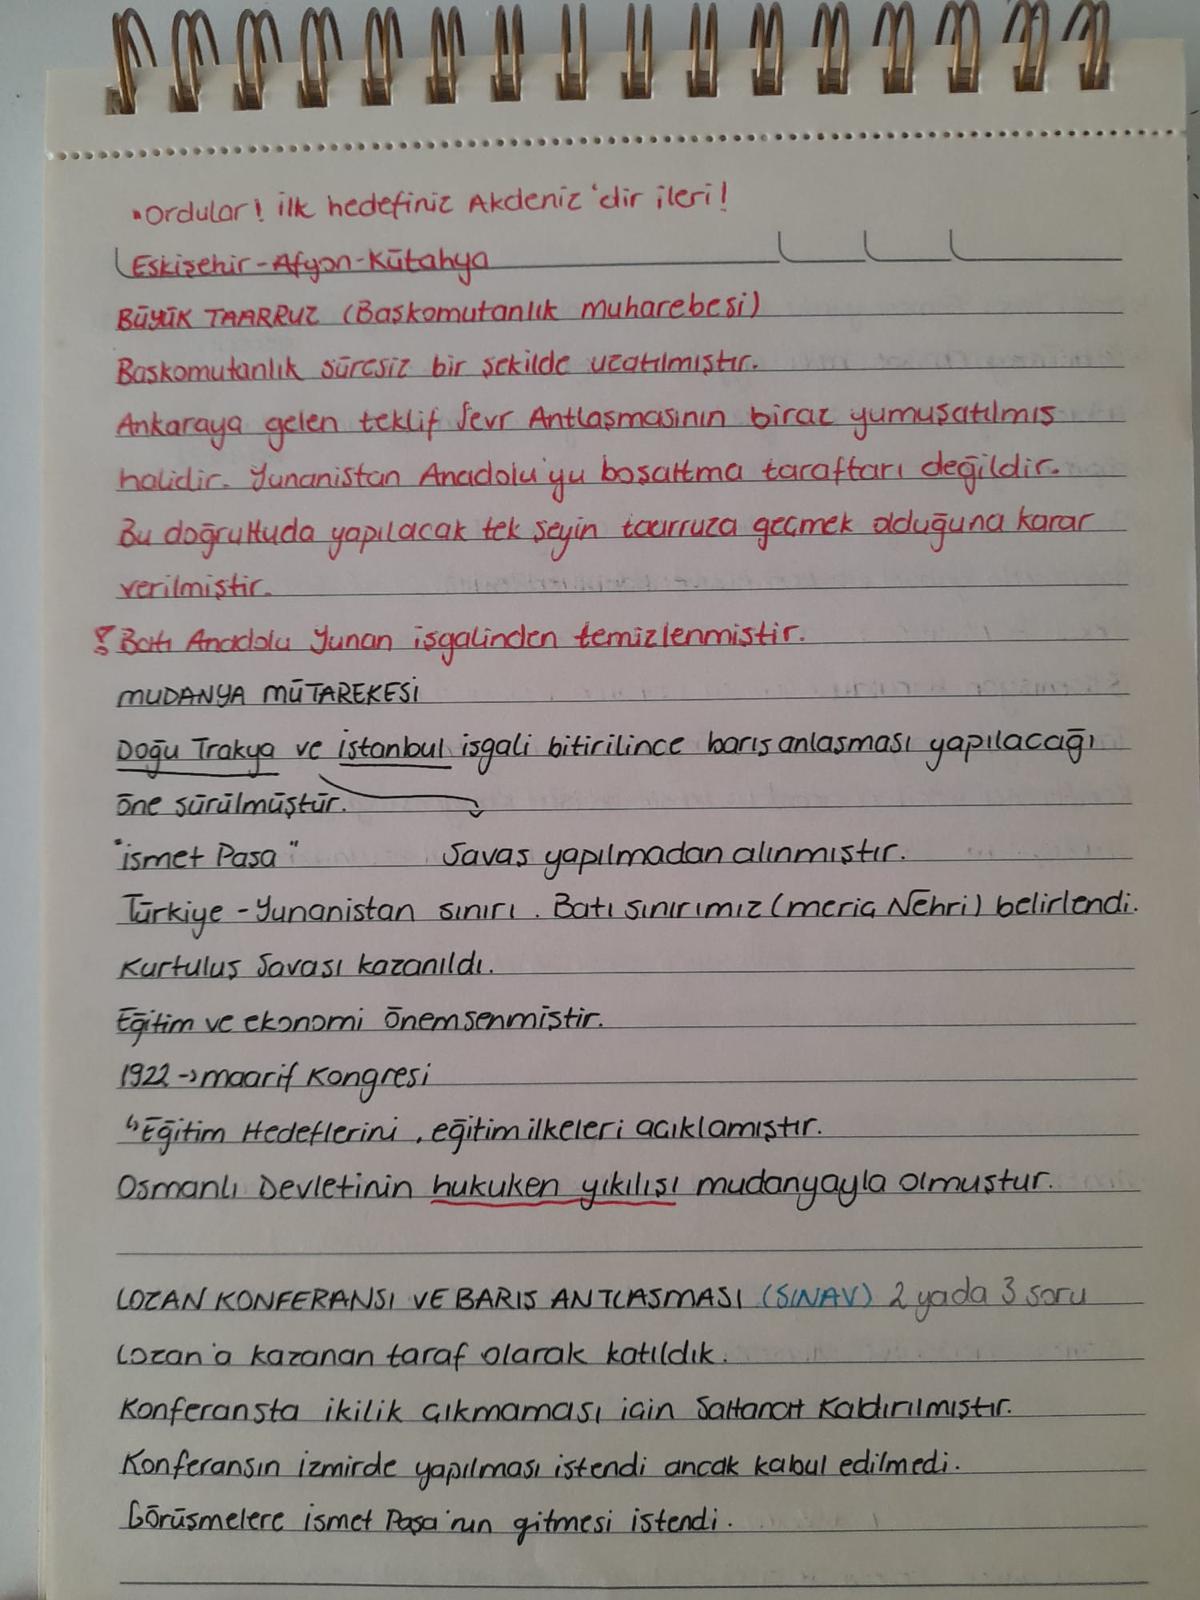 •Ordular! ilk hedefiniz Akdeniz'dir ileri!
Eskişehir-Afyon-Kütahya
BÜYÜK TAARRUZ (Başkomutanlık muharebesi)
Başkomutanlık süresiz bir şekilde uzatılmıştır.
Ankaraya gelen teklif Sevr Antlaşmasının biraz yumuşatılmış
halidir. Yunanistan Anadolu'yu boşaltma taraftarı değildir.
Bu doğrultuda yapılacak tek şeyin taarruza geçmek olduğuna karar
verilmiştir.
! Batı Anadolu Yunan işgalinden temizlenmiştir.
MUDANYA MÜTAREKESİ
Doğu Trakya ve istanbul işgali bitirilince barış anlaşması yapılacağı
öne sürülmüştür.
"ismet Paşa" Savaş yapılmadan alınmıştır.
Türkiye-Yunanistan sınırı. Batı sınırımız (meriç Nehri) belirlendi.
Kurtuluş Savaşı kazanıldı.
Eğitim ve ekonomi önemsenmiştir.
1922 → maarif Kongresi
↳ Eğitim Hedeflerini, eğitim ilkeleri açıklamıştır.
Osmanlı Devletinin hukuken yıkılışı mudanyayla olmuştur.
LOZAN KONFERANSI VE BARIŞ ANTLAŞMASI (SINAV) 2 yada 3 soru
Lozan'a kazanan taraf olarak katıldık.
Konferansta ikilik çıkmaması için Saltanat Kaldırılmıştır.
Konferansın izmirde yapılması istendi ancak kabul edilmedi.
Görüşmelere ismet Paşa'nın gitmesi istendi.